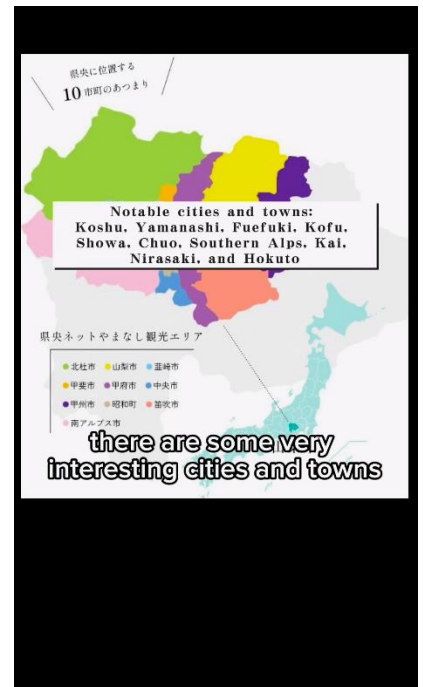 県央に位置する
10市町のあつまり
Notable cities and towns:
Koshu, Yamanashi, Fuefuki, Kofu,
Showa, Chuo, Southern Alps, Kai,
Nirasaki, and Hokuto
県央ネットやまなし観光エリア
北杜市 山梨市 韮崎市
甲斐市 甲府市 中央市
甲州市 昭和町 笛吹市
南アルプス市
there are some very
interesting cities and towns